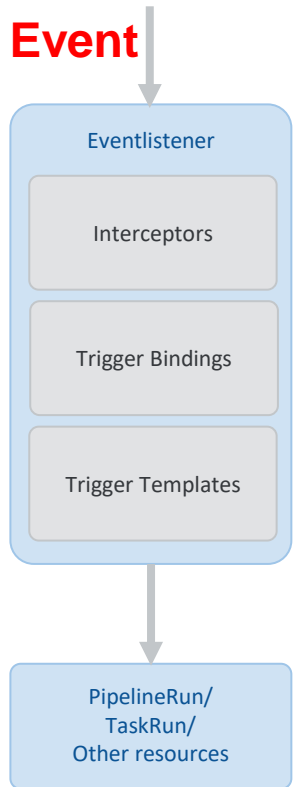 Event
Eventlistener
Interceptors
Trigger Bindings
Trigger Templates
PipelineRun/
TaskRun/
Other resources